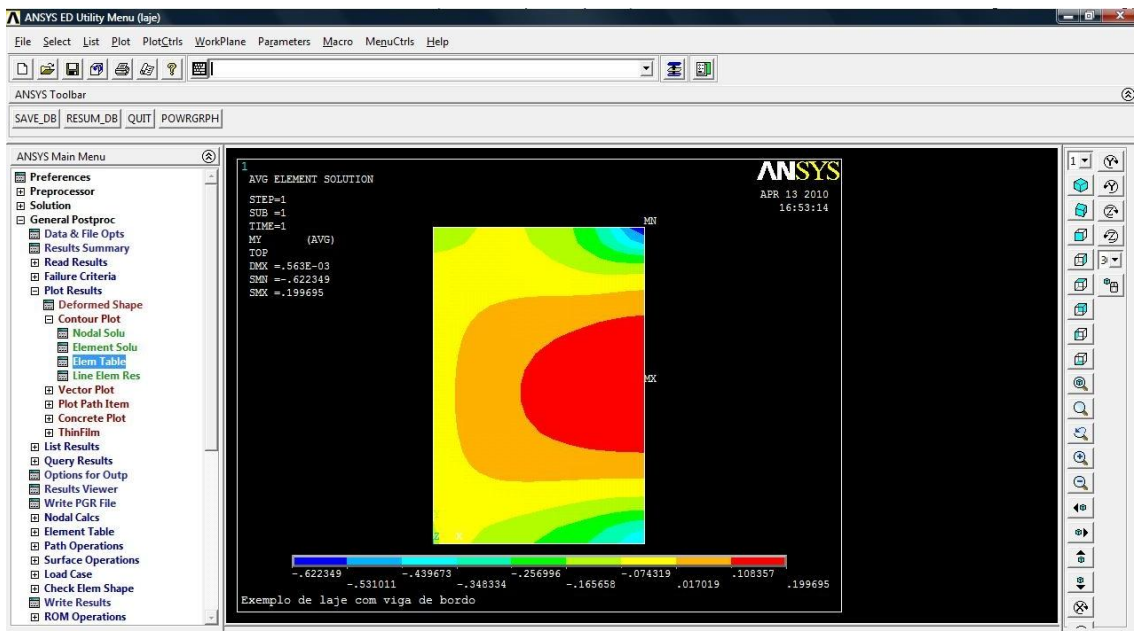 ANSYS ED Utility Menu (laje)
File Select List Plot PlotCtrls WorkPlane Parameters Macro MenuCtrls Help
ANSYS Toolbar
SAVE_DB RESUM_DB QUIT POWRGRPH
ANSYS Main Menu
Preferences
Preprocessor
Solution
General Postproc
Data & File Opts
Results Summary
Read Results
Failure Criteria
Plot Results
Deformed Shape
Contour Plot
Nodal Solu
Element Solu
Elem Table
Line Elem Res
Vector Plot
Plot Path Item
Concrete Plot
ThinFilm
List Results
Query Results
Options for Outp
Results Viewer
Write PGR File
Nodal Calcs
Element Table
Path Operations
Surface Operations
Load Case
Check Elem Shape
Write Results
ROM Operations
1
AVG ELEMENT SOLUTION
STEP=1
SUB =1
TIME=1
MY (AVG)
TOP
DMX =.563E-03
SMN =-.622349
SMX =.199695
ANSYS
APR 13 2010
16:53:14
MN
MX
Z X
-.622349 -.439673 -.256996 -.074319 .108357
-.531011 -.348334 -.165658 .017019 .199695
Exemplo de laje com viga de bordo
1